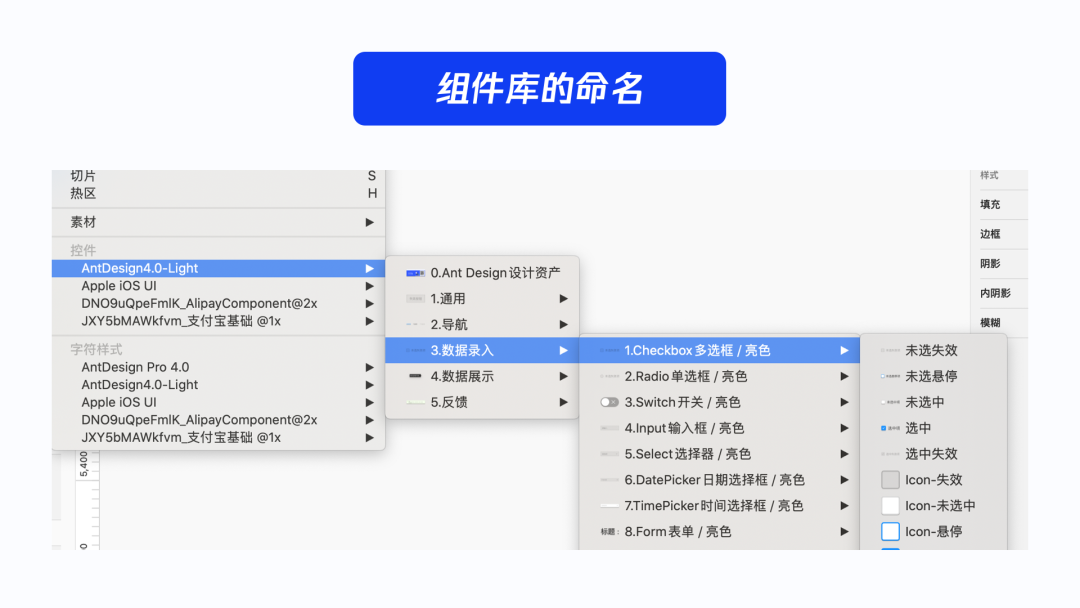 组件库的命名
切片 S
热区 H
素材
控件
AntDesign4.0-Light
Apple iOS UI
DNO9uQpeFmlK_AlipayComponent@2x
JXY5bMAWkfvm_支付宝基础 @1x
字符样式
AntDesign Pro 4.0
AntDesign4.0-Light
Apple iOS UI
DNO9uQpeFmlK_AlipayComponent@2x
JXY5bMAWkfvm_支付宝基础 @1x
5,400
0.Ant Design 设计资产
1.通用
2.导航
3.数据录入
4.数据展示
5.反馈
1.Checkbox 多选框 / 亮色
2.Radio 单选框 / 亮色
3.Switch 开关 / 亮色
4.Input 输入框 / 亮色
5.Select 选择器 / 亮色
6.DatePicker 日期选择框 / 亮色
7.TimePicker 时间选择框 / 亮色
标题: 8.Form 表单 / 亮色
未选失效
未选悬停
未选中
选中
选中失效
Icon-失效
Icon-未选中
Icon-悬停
样式
填充
边框
阴影
内阴影
模糊